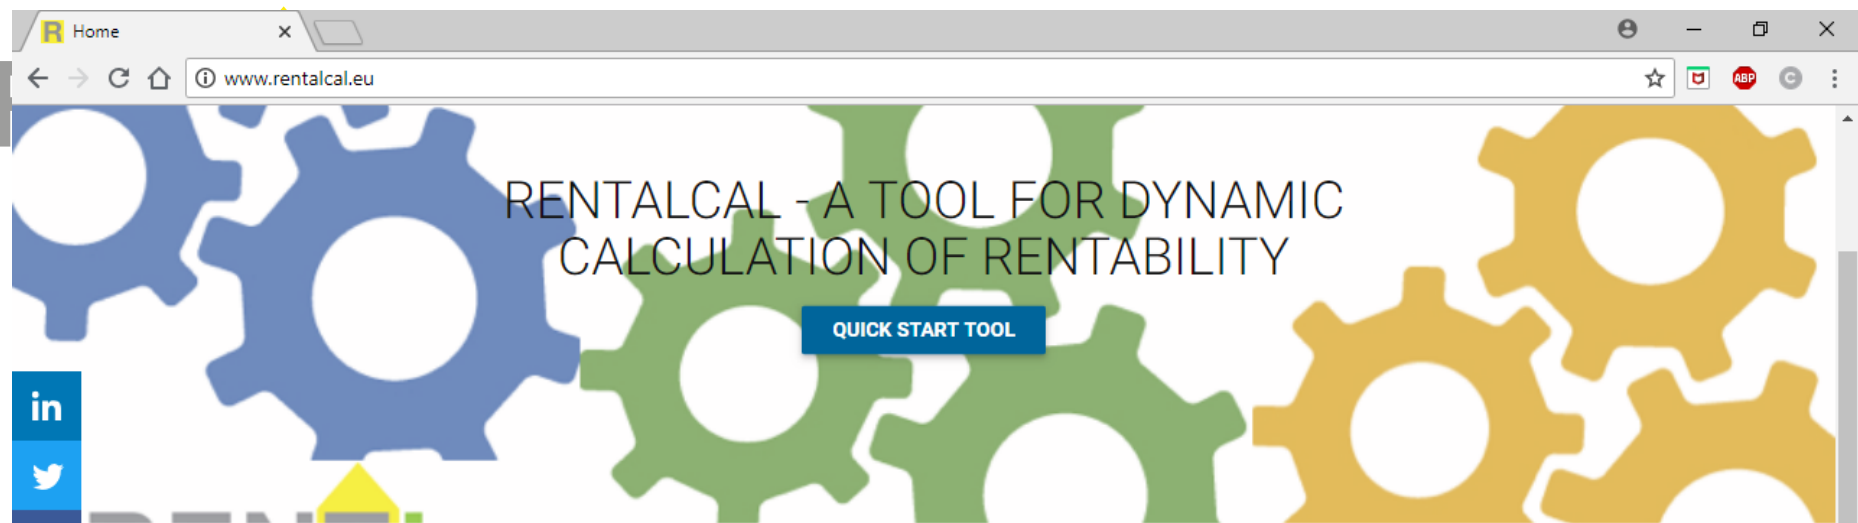 R Home
www.rentalcal.eu
ABP
C
RENTALCAL - A TOOL FOR DYNAMIC
CALCULATION OF RENTABILITY
QUICK START TOOL
in